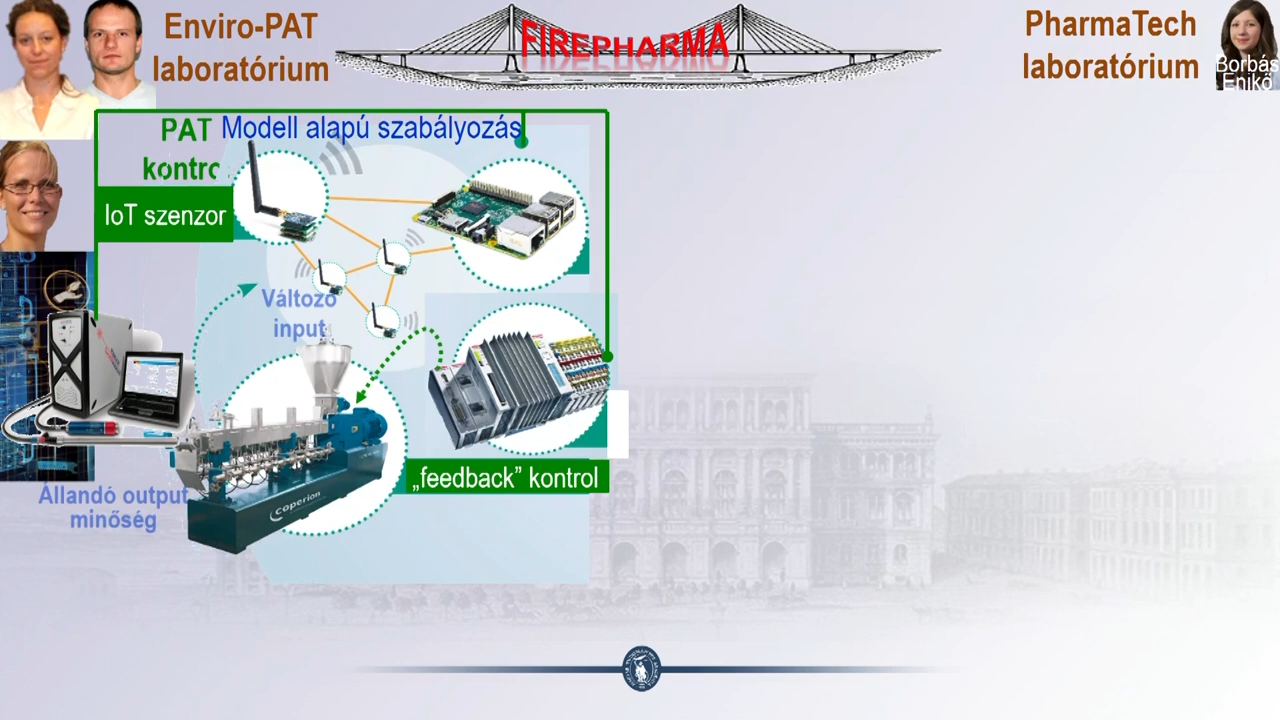 Enviro-PAT
laboratórium
FIREPHARMA
PharmaTech
laboratórium
Borbás
Enikő
PAT
Modell alapú szabályozás
kontro
IoT szenzor
Változó
input
„feedback” kontrol
coperion
Állandó output
minőség